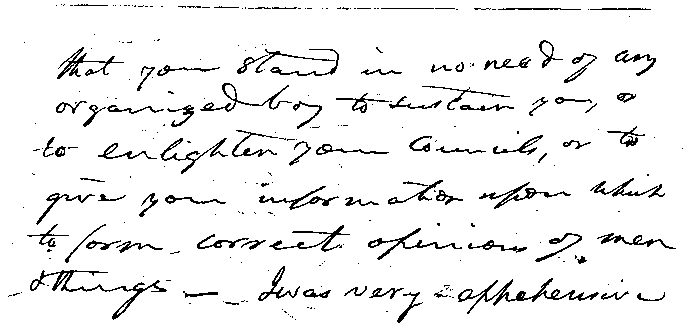 that you stand in no need of any
organized boy to sustain you, or
to enlighten your Councils, or to
give you information upon which
to form correct opinions of men
& things — I was very apprehensive